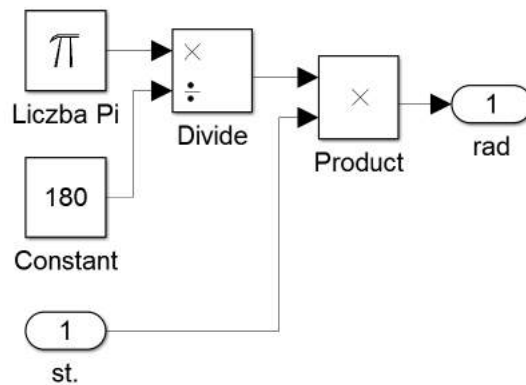 π
Liczba Pi
×
÷
Divide
×
Product
1
rad
180
Constant
1
st.